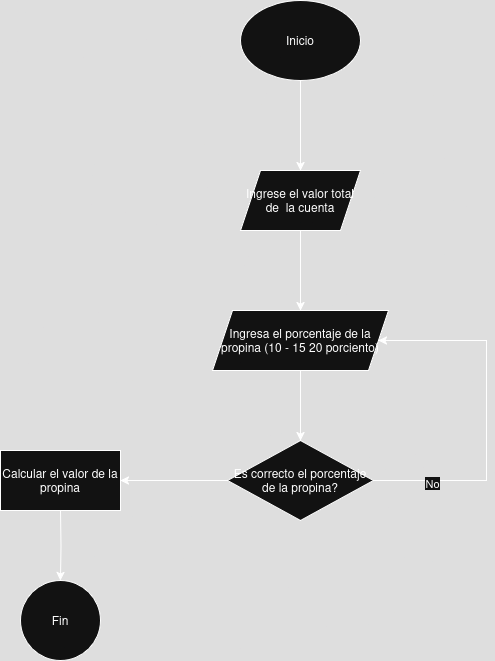 Inicio
Ingrese el valor total
de la cuenta
Ingresa el porcentaje de la
propina (10 - 15 20 porciento
Es correcto el porcentaje
de la propina?
No
Calcular el valor de la
propina
Fin